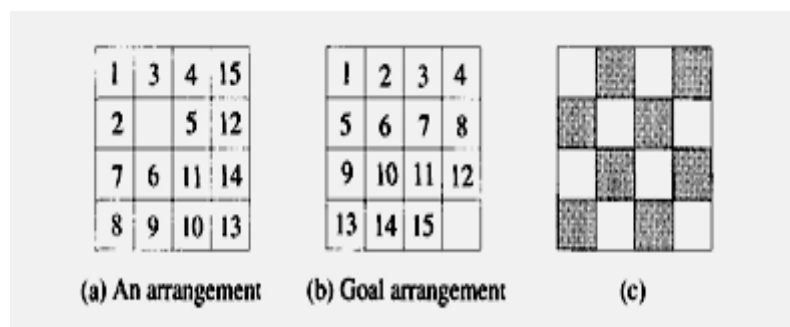 1 3 4 15 1 2 3 4
2 5 12 5 6 7 8
7 6 11 14 9 10 11 12
8 9 10 13 13 14 15
(a) An arrangement (b) Goal arrangement (c)